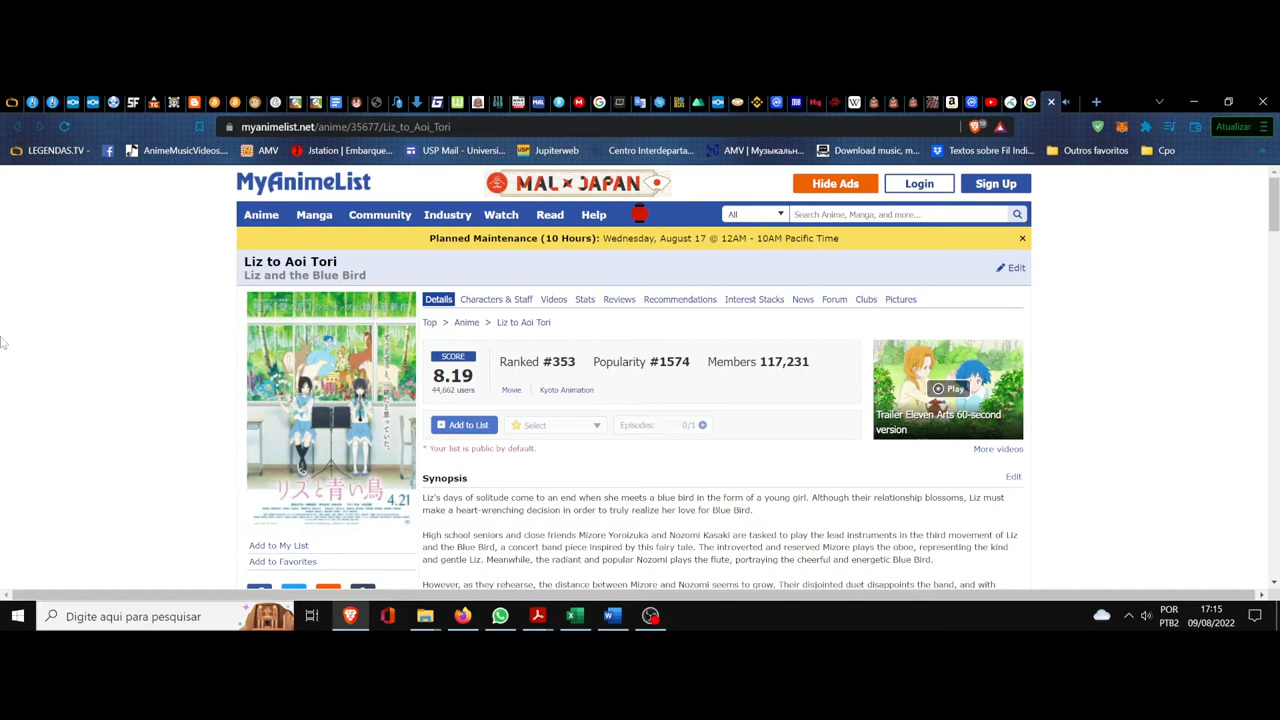 myanimelist.net/anime/35677/Liz_to_Aoi_Tori
Atualizar
LEGENDAS.TV -
AnimeMusicVideos...
AMV
Jstation | Embarque...
USP Mail - Universi...
Jupiterweb
Centro Interdeparta...
AMV | Музыкальн...
Download music, m...
Textos sobre Fil Indi...
Outros favoritos
Cpo
MyAnimeList
MAL × JAPAN
Hide Ads
Login
Sign Up
Anime Manga Community Industry Watch Read Help
All
Search Anime, Manga, and more...
Planned Maintenance (10 Hours): Wednesday, August 17 @ 12AM - 10AM Pacific Time
Liz to Aoi Tori
Liz and the Blue Bird
Edit
Details Characters & Staff Videos Stats Reviews Recommendations Interest Stacks News Forum Clubs Pictures
Top > Anime > Liz to Aoi Tori
SCORE
8.19
44,662 users
Ranked #353 Popularity #1574 Members 117,231
Movie Kyoto Animation
Play
Trailer Eleven Arts 60-second
version
Add to List
Select
Episodes: 0/1
* Your list is public by default.
More videos
Synopsis
Edit
Liz's days of solitude come to an end when she meets a blue bird in the form of a young girl. Although their relationship blossoms, Liz must
make a heart-wrenching decision in order to truly realize her love for Blue Bird.
High school seniors and close friends Mizore Yoroizuka and Nozomi Kasaki are tasked to play the lead instruments in the third movement of Liz
and the Blue Bird, a concert band piece inspired by this fairy tale. The introverted and reserved Mizore plays the oboe, representing the kind
and gentle Liz. Meanwhile, the radiant and popular Nozomi plays the flute, portraying the cheerful and energetic Blue Bird.
However, as they rehearse, the distance between Mizore and Nozomi seems to grow. Their disjointed duet disappoints the band, and with
リズと青い鳥
4.21
Add to My List
Add to Favorites
Digite aqui para pesquisar
POR
PTB2
17:15
09/08/2022